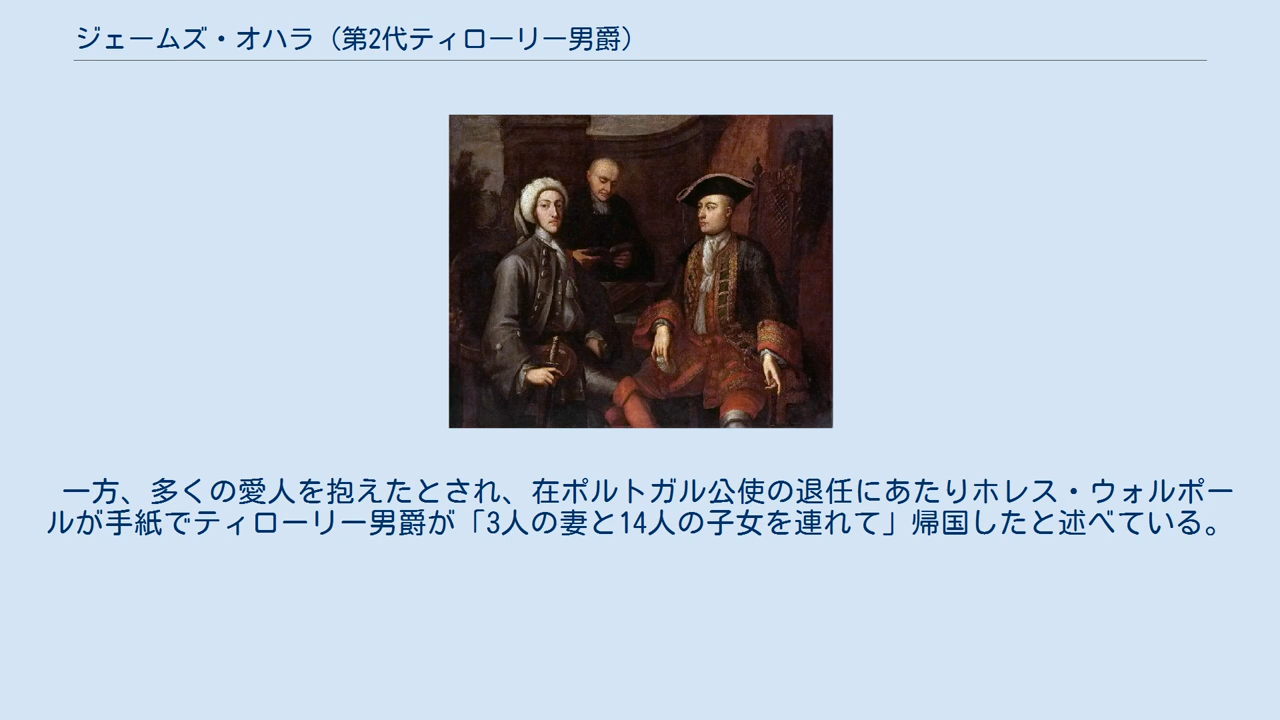 ジェームズ・オハラ（第2代ティローリー男爵）
一方、多くの愛人を抱えたとされ、在ポルトガル公使の退任にあたりホレス・ウォルポー
ルが手紙でティローリー男爵が「3人の妻と14人の子女を連れて」帰国したと述べている。